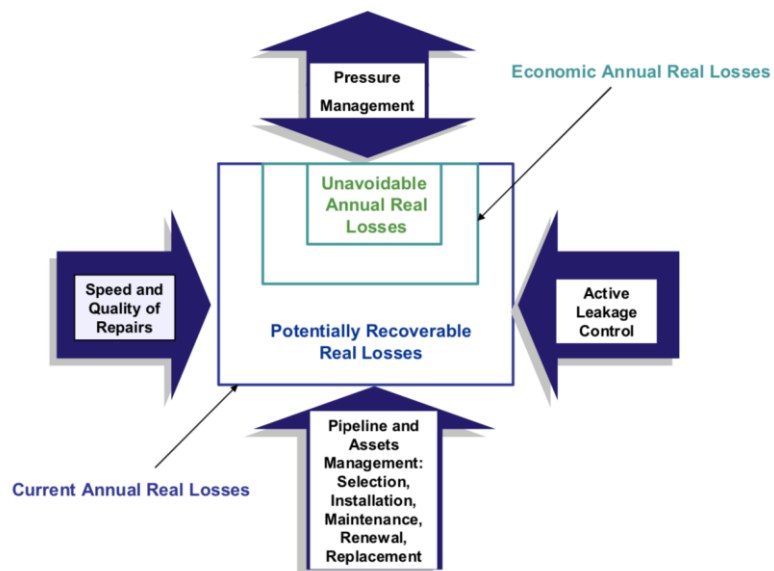 Pressure
Management
Economic Annual Real Losses
Unavoidable
Annual Real
Losses
Speed and
Quality of
Repairs
Active
Leakage
Control
Potentially Recoverable
Real Losses
Current Annual Real Losses
Pipeline and
Assets
Management:
Selection,
Installation,
Maintenance,
Renewal,
Replacement